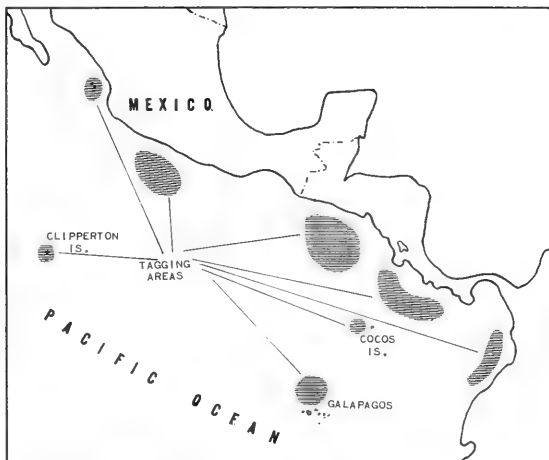 MEXICO.
CLIPPERTON
IS.
TAGGING
AREAS
COCOS
IS.
PACIFIC OCEAN
GALAPAGOS